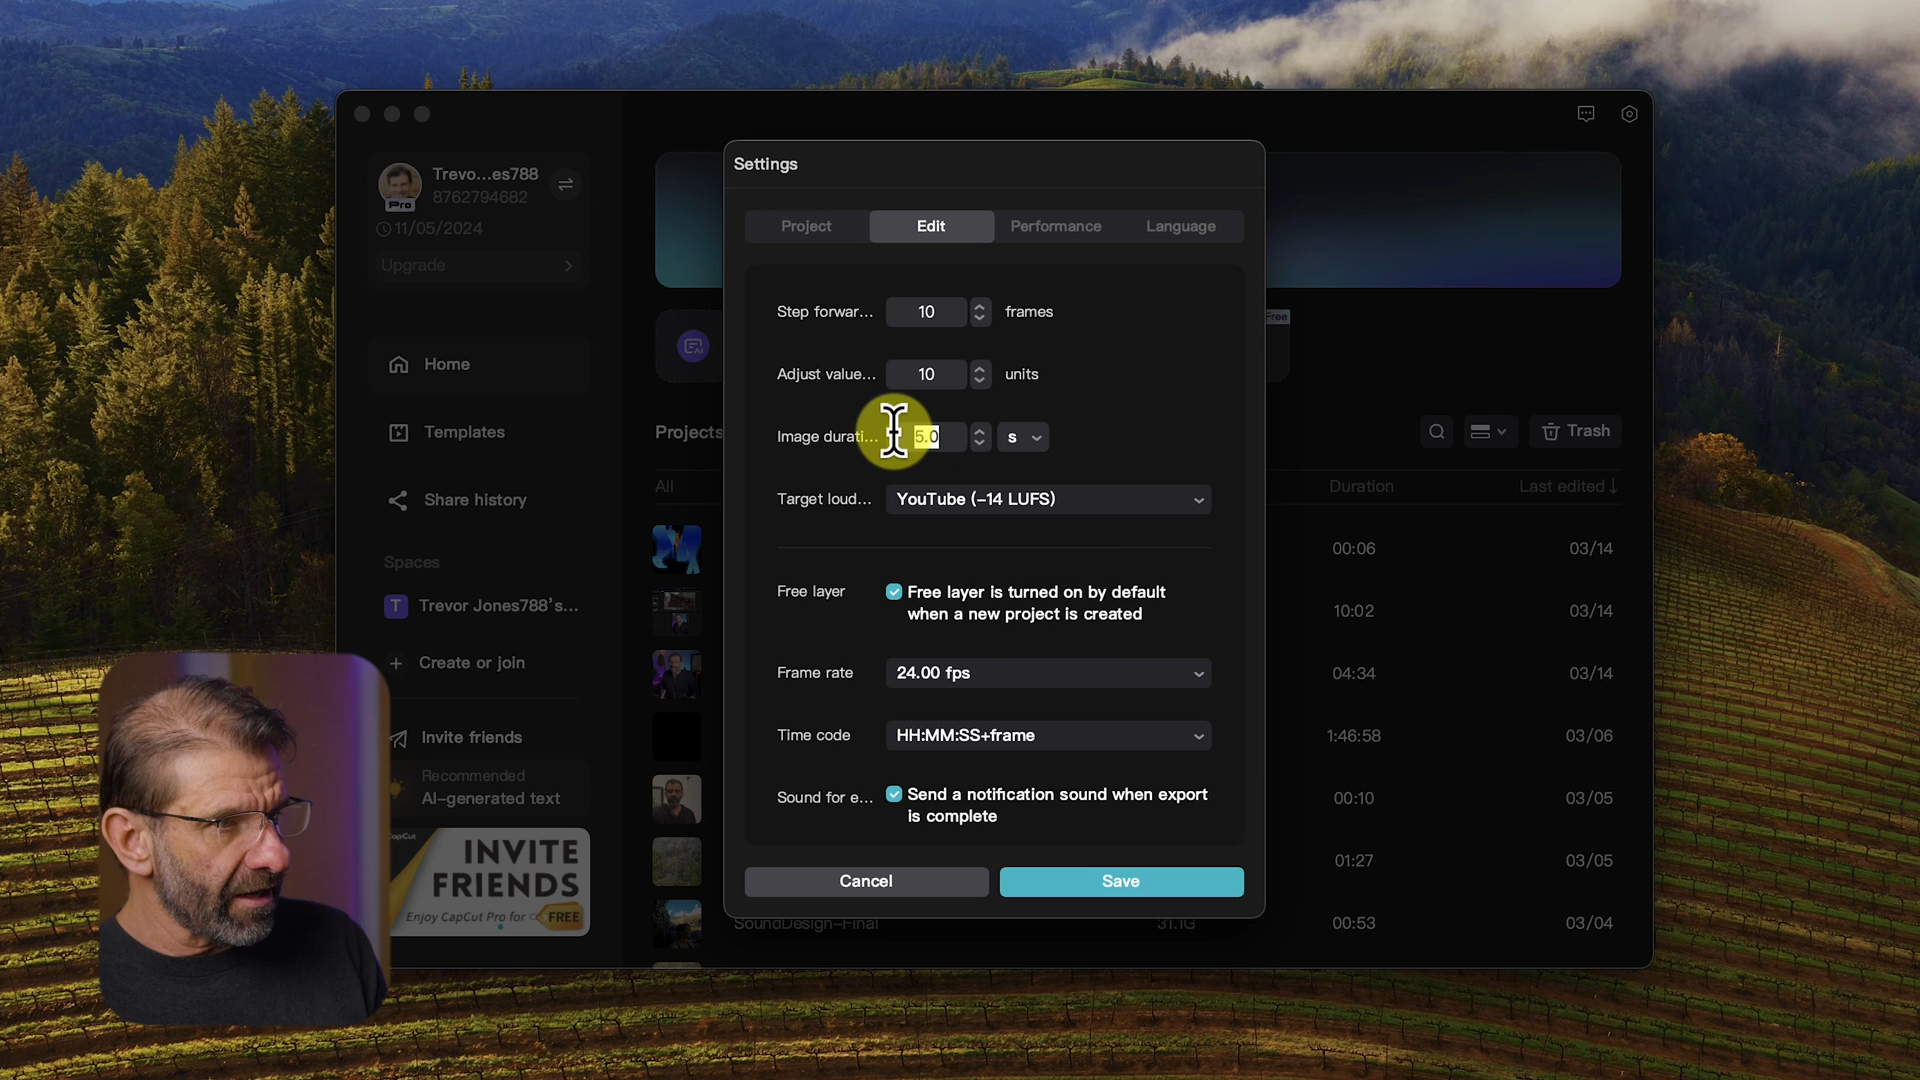 Settings
Trevo...es788
8762794682
Pro
11/05/2024
Upgrade
Project
Edit
Performance
Language
Step forwar...
10
frames
Free
Adjust value...
10
units
Home
Templates
Image durati...
5.0
s
Projects
Trash
All
Duration
Last edited
Share history
Target loud...
YouTube (-14 LUFS)
00:06
03/14
Spaces
T
Trevor Jones788's...
Free layer
Free layer is turned on by default
when a new project is created
10:02
03/14
Create or join
Frame rate
24.00 fps
04:34
03/14
Invite friends
Time code
HH:MM:SS+frame
1:46:58
03/06
Recommended
AI-generated text
Sound for e...
Send a notification sound when export
is complete
00:10
03/05
CapCut
INVITE
FRIENDS
Enjoy CapCut Pro for
FREE
01:27
03/05
Cancel
Save
SoundDesign-Final
31.1G
00:53
03/04